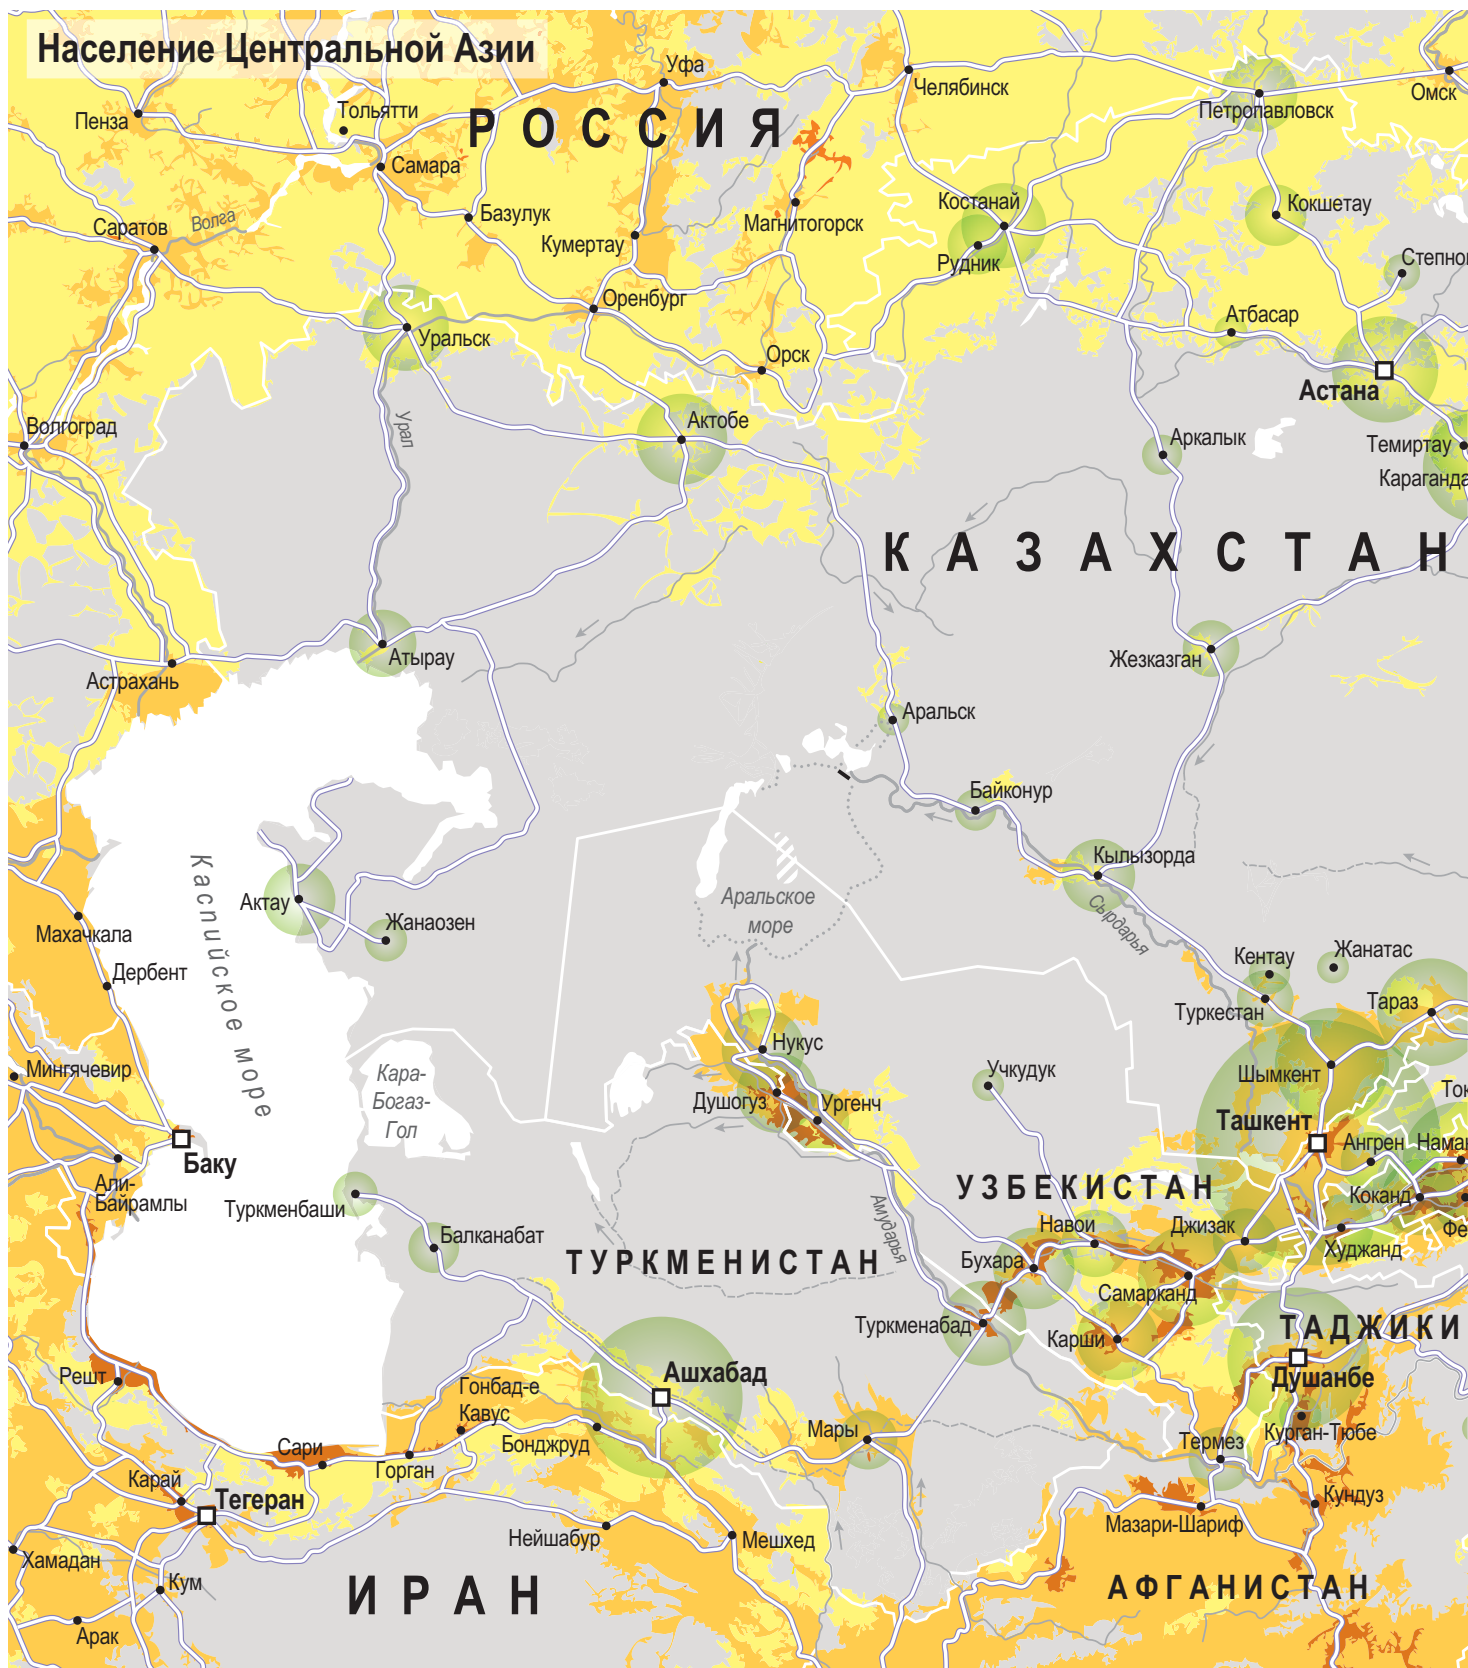 Население Центральной Азии
Уфа
Челябинск
Омск
Пенза
Тольятти
РОССИЯ
Петропавловск
Самара
Базулук
Магнитогорск
Костанай
Кокшетау
Волга
Саратов
Кумертау
Рудник
Степног
Оренбург
Атбасар
Уральск
Орск
Астана
Волгоград
Урал
Актобе
Аркалык
Темиртау
Караганда
КАЗАХСТАН
Атырау
Жезказган
Астрахань
Аральск
Байконур
Кылызорда
Каспийское море
Актау
Жанаозен
Аральское
море
Сырдарья
Махачкала
Дербент
Кентау
Жанатас
Туркестан
Тараз
Мингячевир
Кара-
Богаз-
Гол
Нукус
Учкудук
Шымкент
Душогуз
Ургенч
Ташкент
Ток
Баку
Ангрен
Наман
Али-
Байрамлы
Туркменбаши
УЗБЕКИСТАН
Коканд
Балканабат
Амударья
Навои
Джизак
Худжанд
Фе
ТУРКМЕНИСТАН
Бухара
Самарканд
Туркменабад
Карши
ТАДЖИКИ
Решт
Гонбад-е
Кавус
Ашхабад
Душанбе
Сари
Горган
Бонджруд
Мары
Термез
Курган-Тюбе
Карай
Тегеран
Кундуз
Нейшабур
Мешхед
Мазари-Шариф
Хамадан
Кум
ИРАН
АФГАНИСТАН
Арак